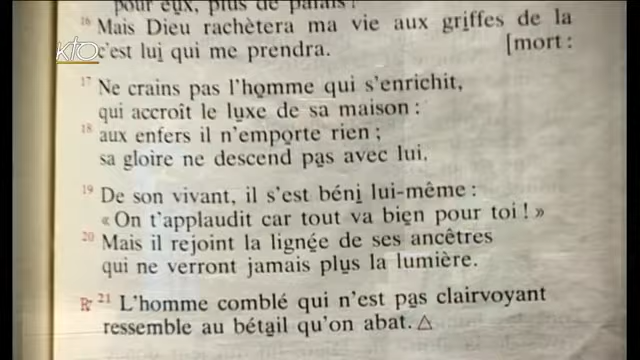 pour eux, plus de palais !
16 Mais Dieu rachètera ma vie aux griffes de la
c'est lui qui me prendra. [mort :
kto
17 Ne crains pas l'homme qui s'enrichit,
qui accroît le luxe de sa maison :
18 aux enfers il n'emporte rien ;
sa gloire ne descend pas avec lui.
19 De son vivant, il s'est béni lui-même :
« On t'applaudit car tout va bien pour toi ! »
20 Mais il rejoint la lignée de ses ancêtres
qui ne verront jamais plus la lumière.
R 21 L'homme comblé qui n'est pas clairvoyant
ressemble au bétail qu'on abat. △